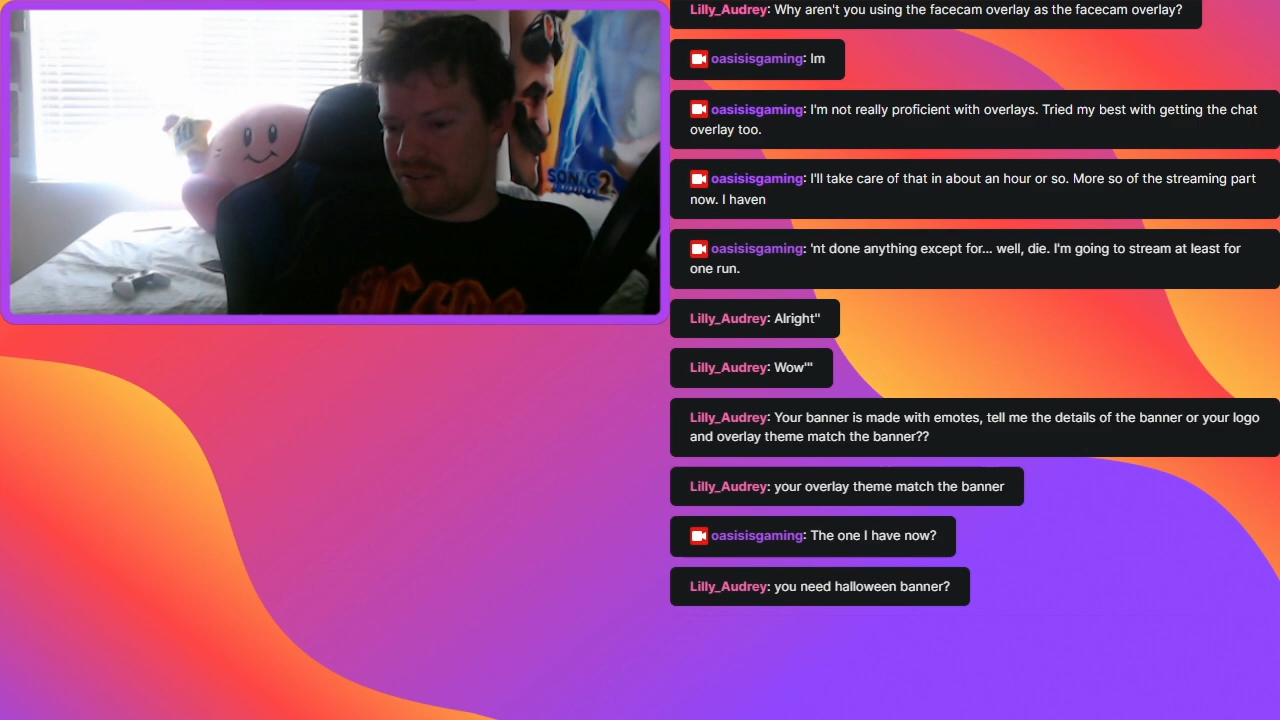 Lilly_Audrey: Why aren't you using the facecam overlay as the facecam overlay?
oasisisgaming: Im
oasisisgaming: I'm not really proficient with overlays. Tried my best with getting the chat
overlay too.
oasisisgaming: I'll take care of that in about an hour or so. More so of the streaming part
now. I haven
oasisisgaming: 'nt done anything except for... well, die. I'm going to stream at least for
one run.
Lilly_Audrey: Alright"
Lilly_Audrey: Wow'"
Lilly_Audrey: Your banner is made with emotes, tell me the details of the banner or your logo
and overlay theme match the banner??
Lilly_Audrey: your overlay theme match the banner
oasisisgaming: The one I have now?
Lilly_Audrey: you need halloween banner?
SONIC 2